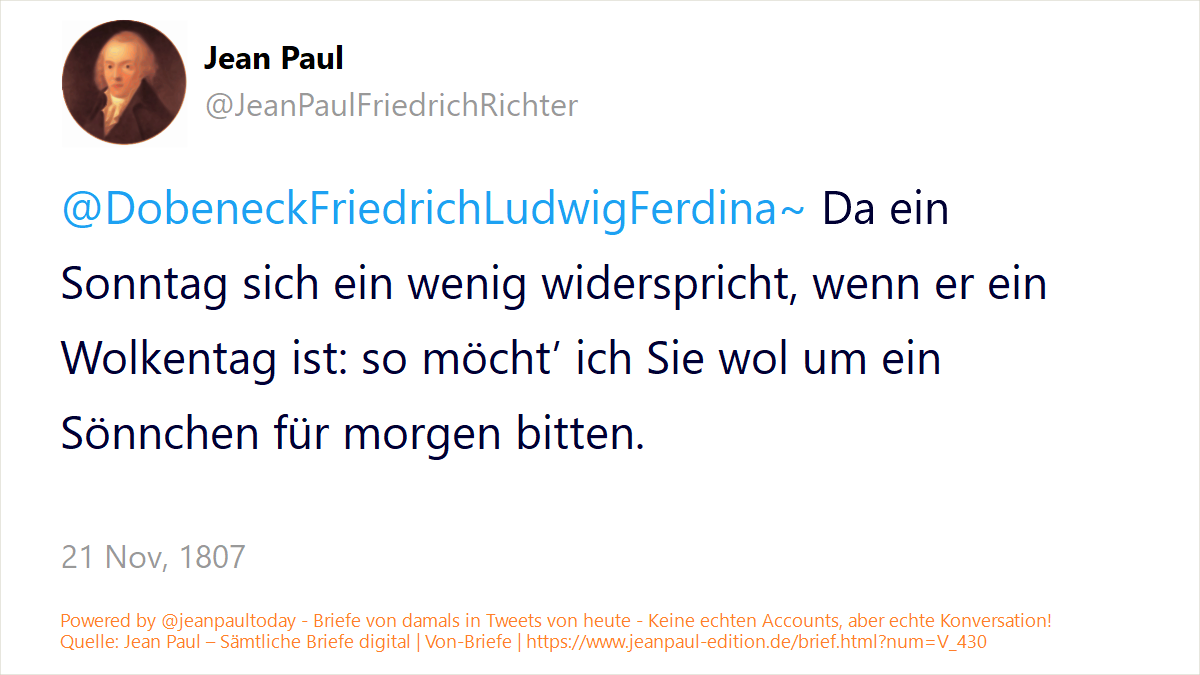 Jean Paul
@JeanPaulFriedrichRichter
@DobeneckFriedrichLudwigFerdina~ Da ein
Sonntag sich ein wenig widerspricht, wenn er ein
Wolkentag ist: so möcht’ ich Sie wol um ein
Sönnchen für morgen bitten.
21 Nov, 1807
Powered by @jeanpaultoday - Briefe von damals in Tweets von heute - Keine echten Accounts, aber echte Konversation!
Quelle: Jean Paul – Sämtliche Briefe digital | Von-Briefe | https://www.jeanpaul-edition.de/brief.html?num=V_430